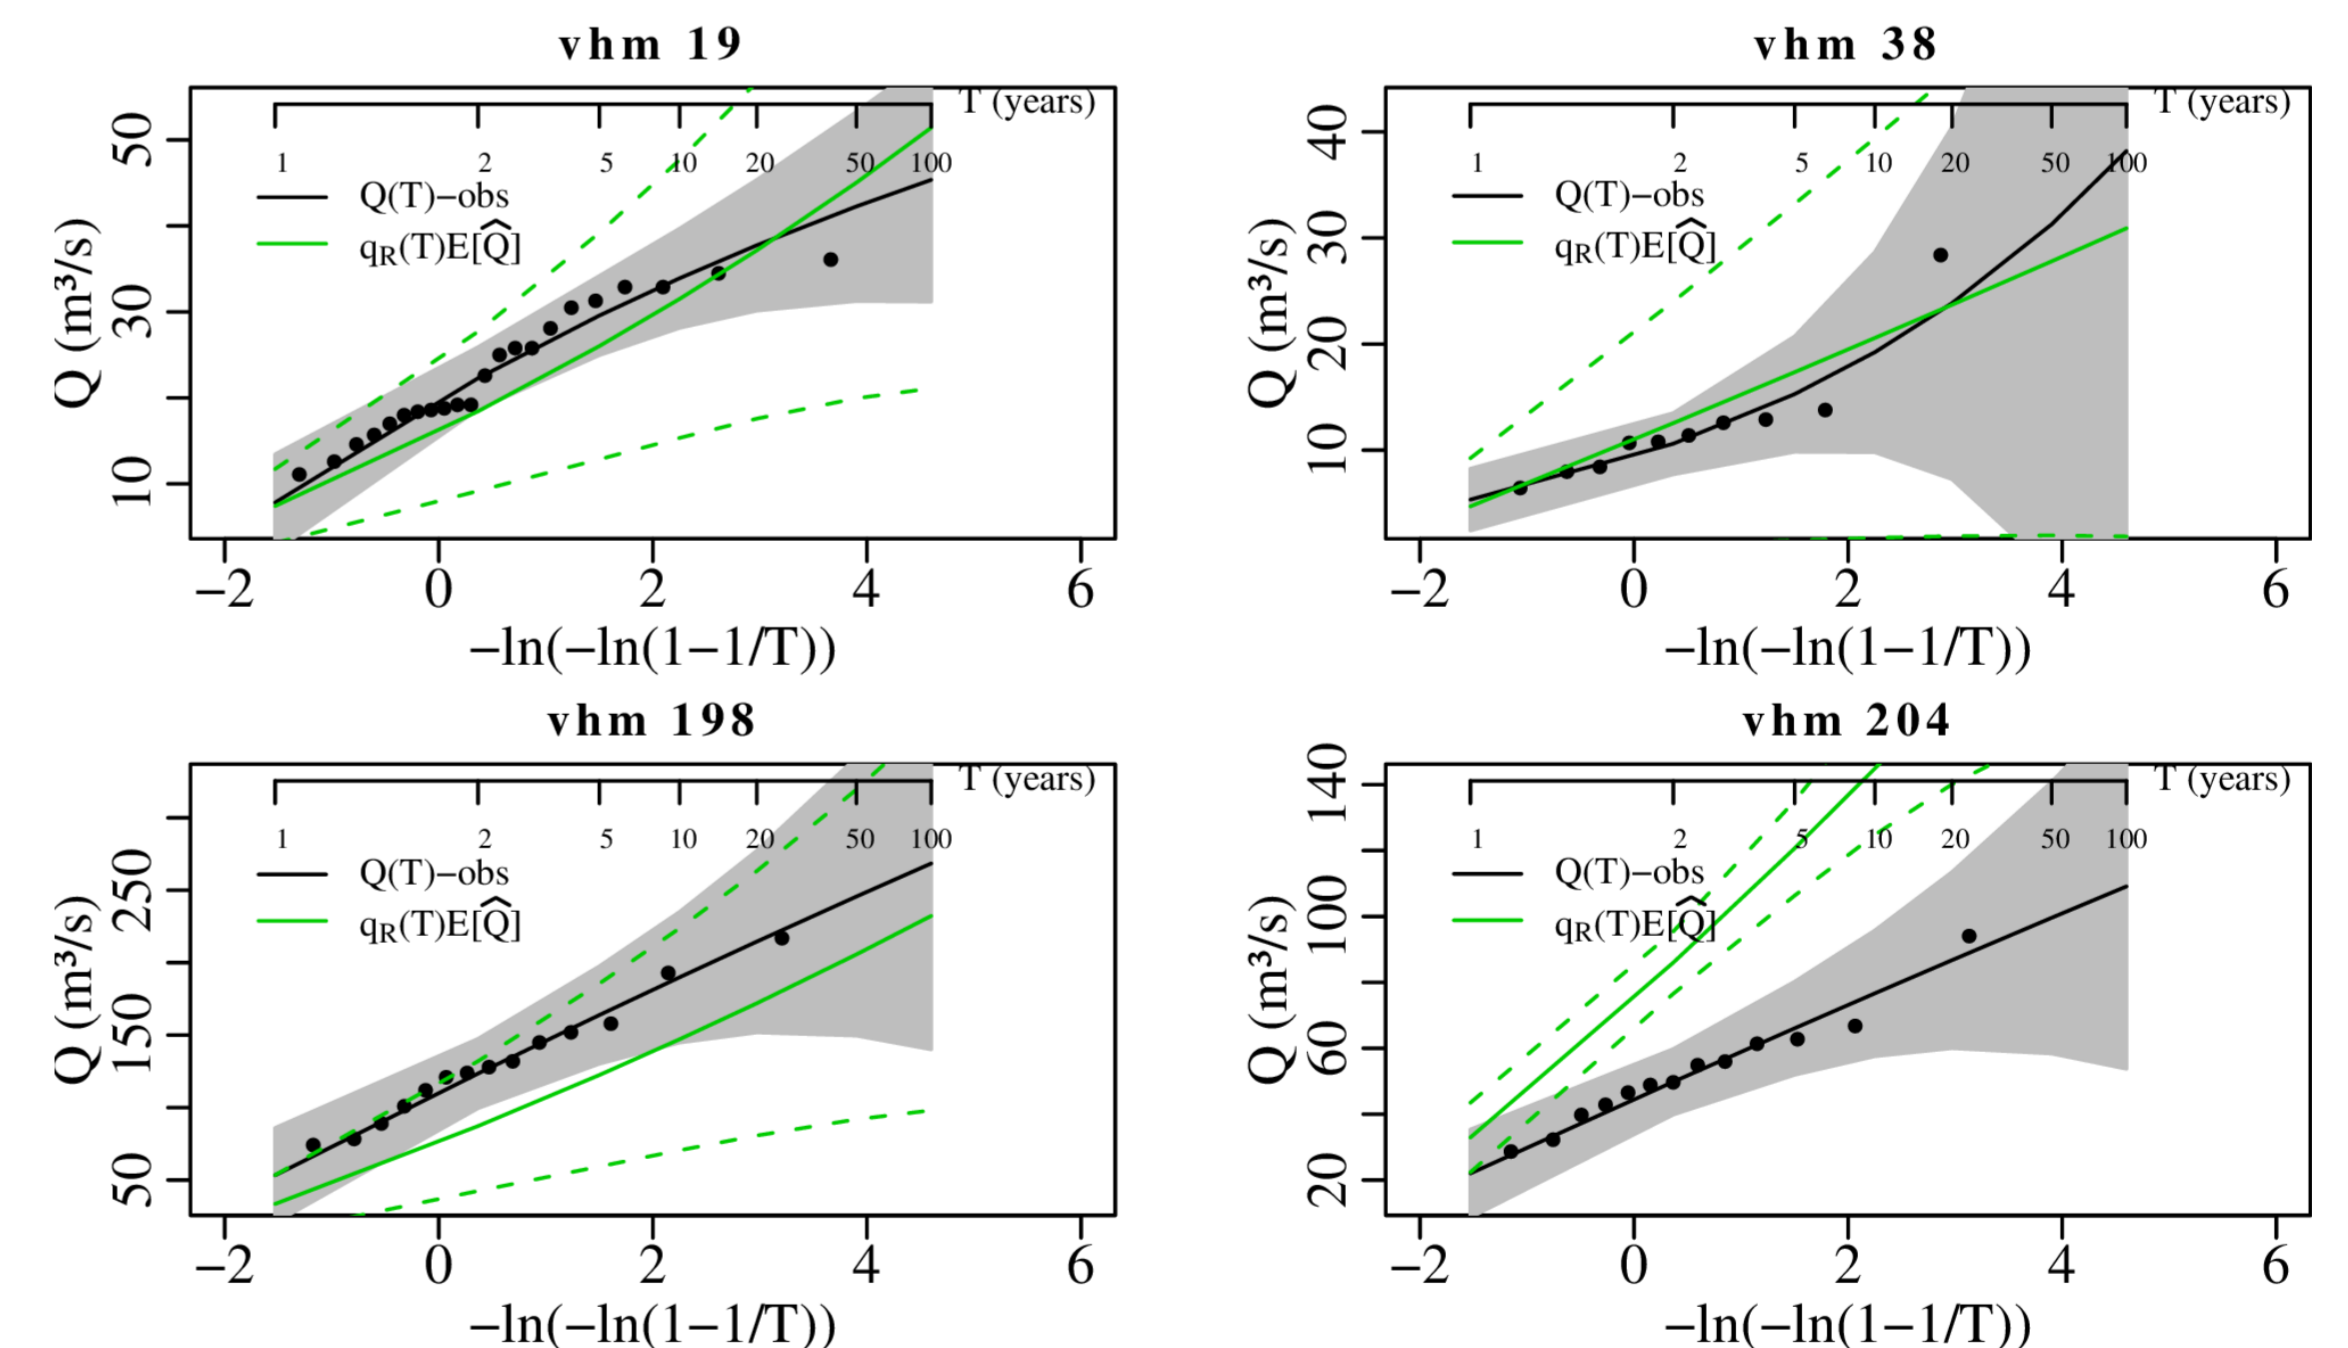 vhm 19
T (years)
1 2 5 10 20 50 100
Q(T)−obs
qR(T)E[Q̂]
Q (m³/s)
10 30 50
−2 0 2 4 6
−ln(−ln(1−1/T))
vhm 38
T (years)
1 2 5 10 20 50 100
Q(T)−obs
qR(T)E[Q̂]
Q (m³/s)
10 20 30 40
−2 0 2 4 6
−ln(−ln(1−1/T))
vhm 198
T (years)
1 2 5 10 20 50 100
Q(T)−obs
qR(T)E[Q̂]
Q (m³/s)
50 150 250
−2 0 2 4 6
−ln(−ln(1−1/T))
vhm 204
T (years)
1 2 5 10 20 50 100
Q(T)−obs
qR(T)E[Q̂]
Q (m³/s)
20 60 100 140
−2 0 2 4 6
−ln(−ln(1−1/T))